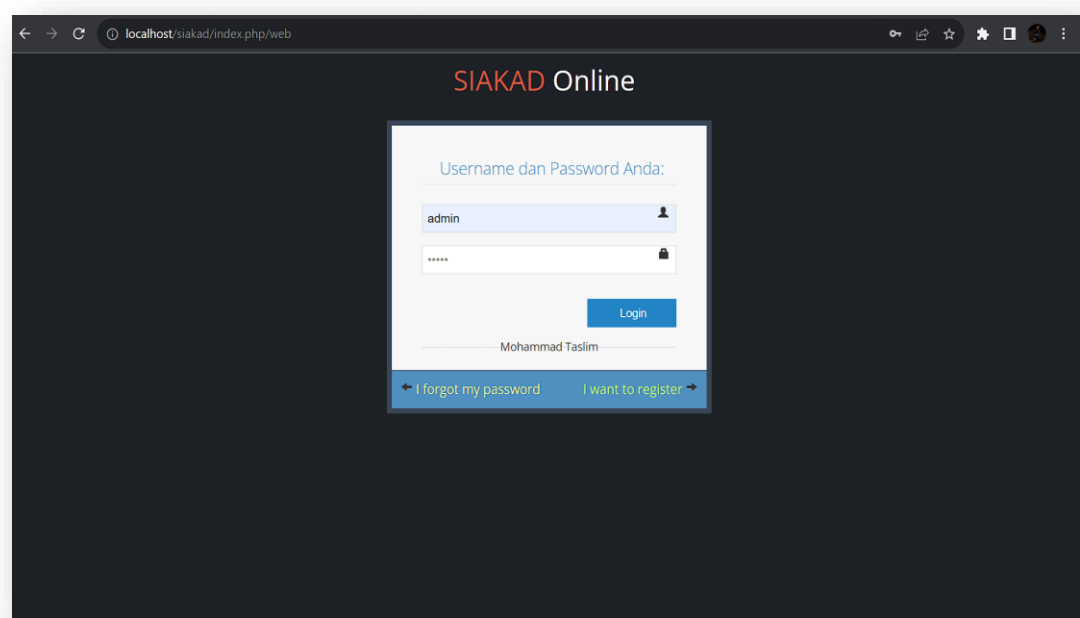 localhost/siakad/index.php/web
SIAKAD Online
Username dan Password Anda:
admin
•••••
Login
Mohammad Taslim
I forgot my password
I want to register